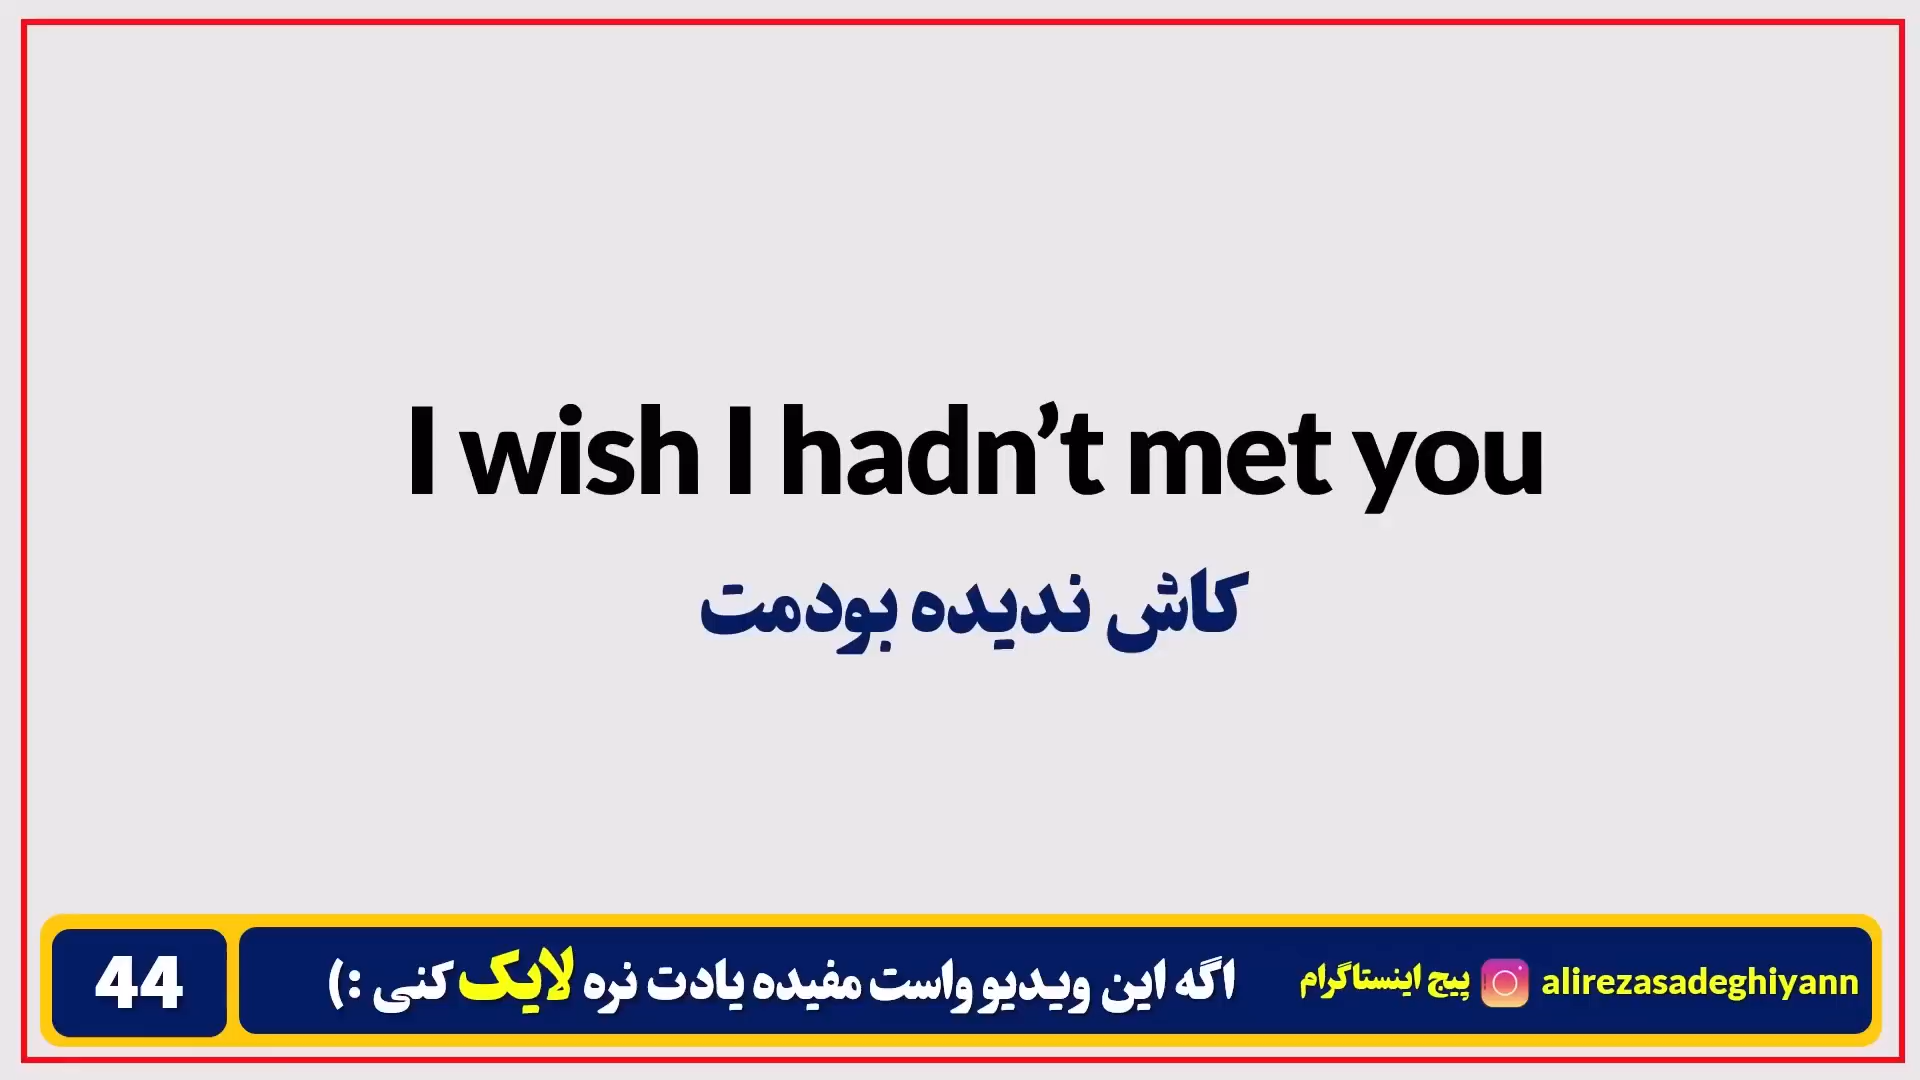 I wish I hadn’t met you
کاش ندیده بودمت
44
اگه این ویدیو واست مفیده یادت نره لایک کنی :)
پیج اینستاگرام alirezasadeghiyann